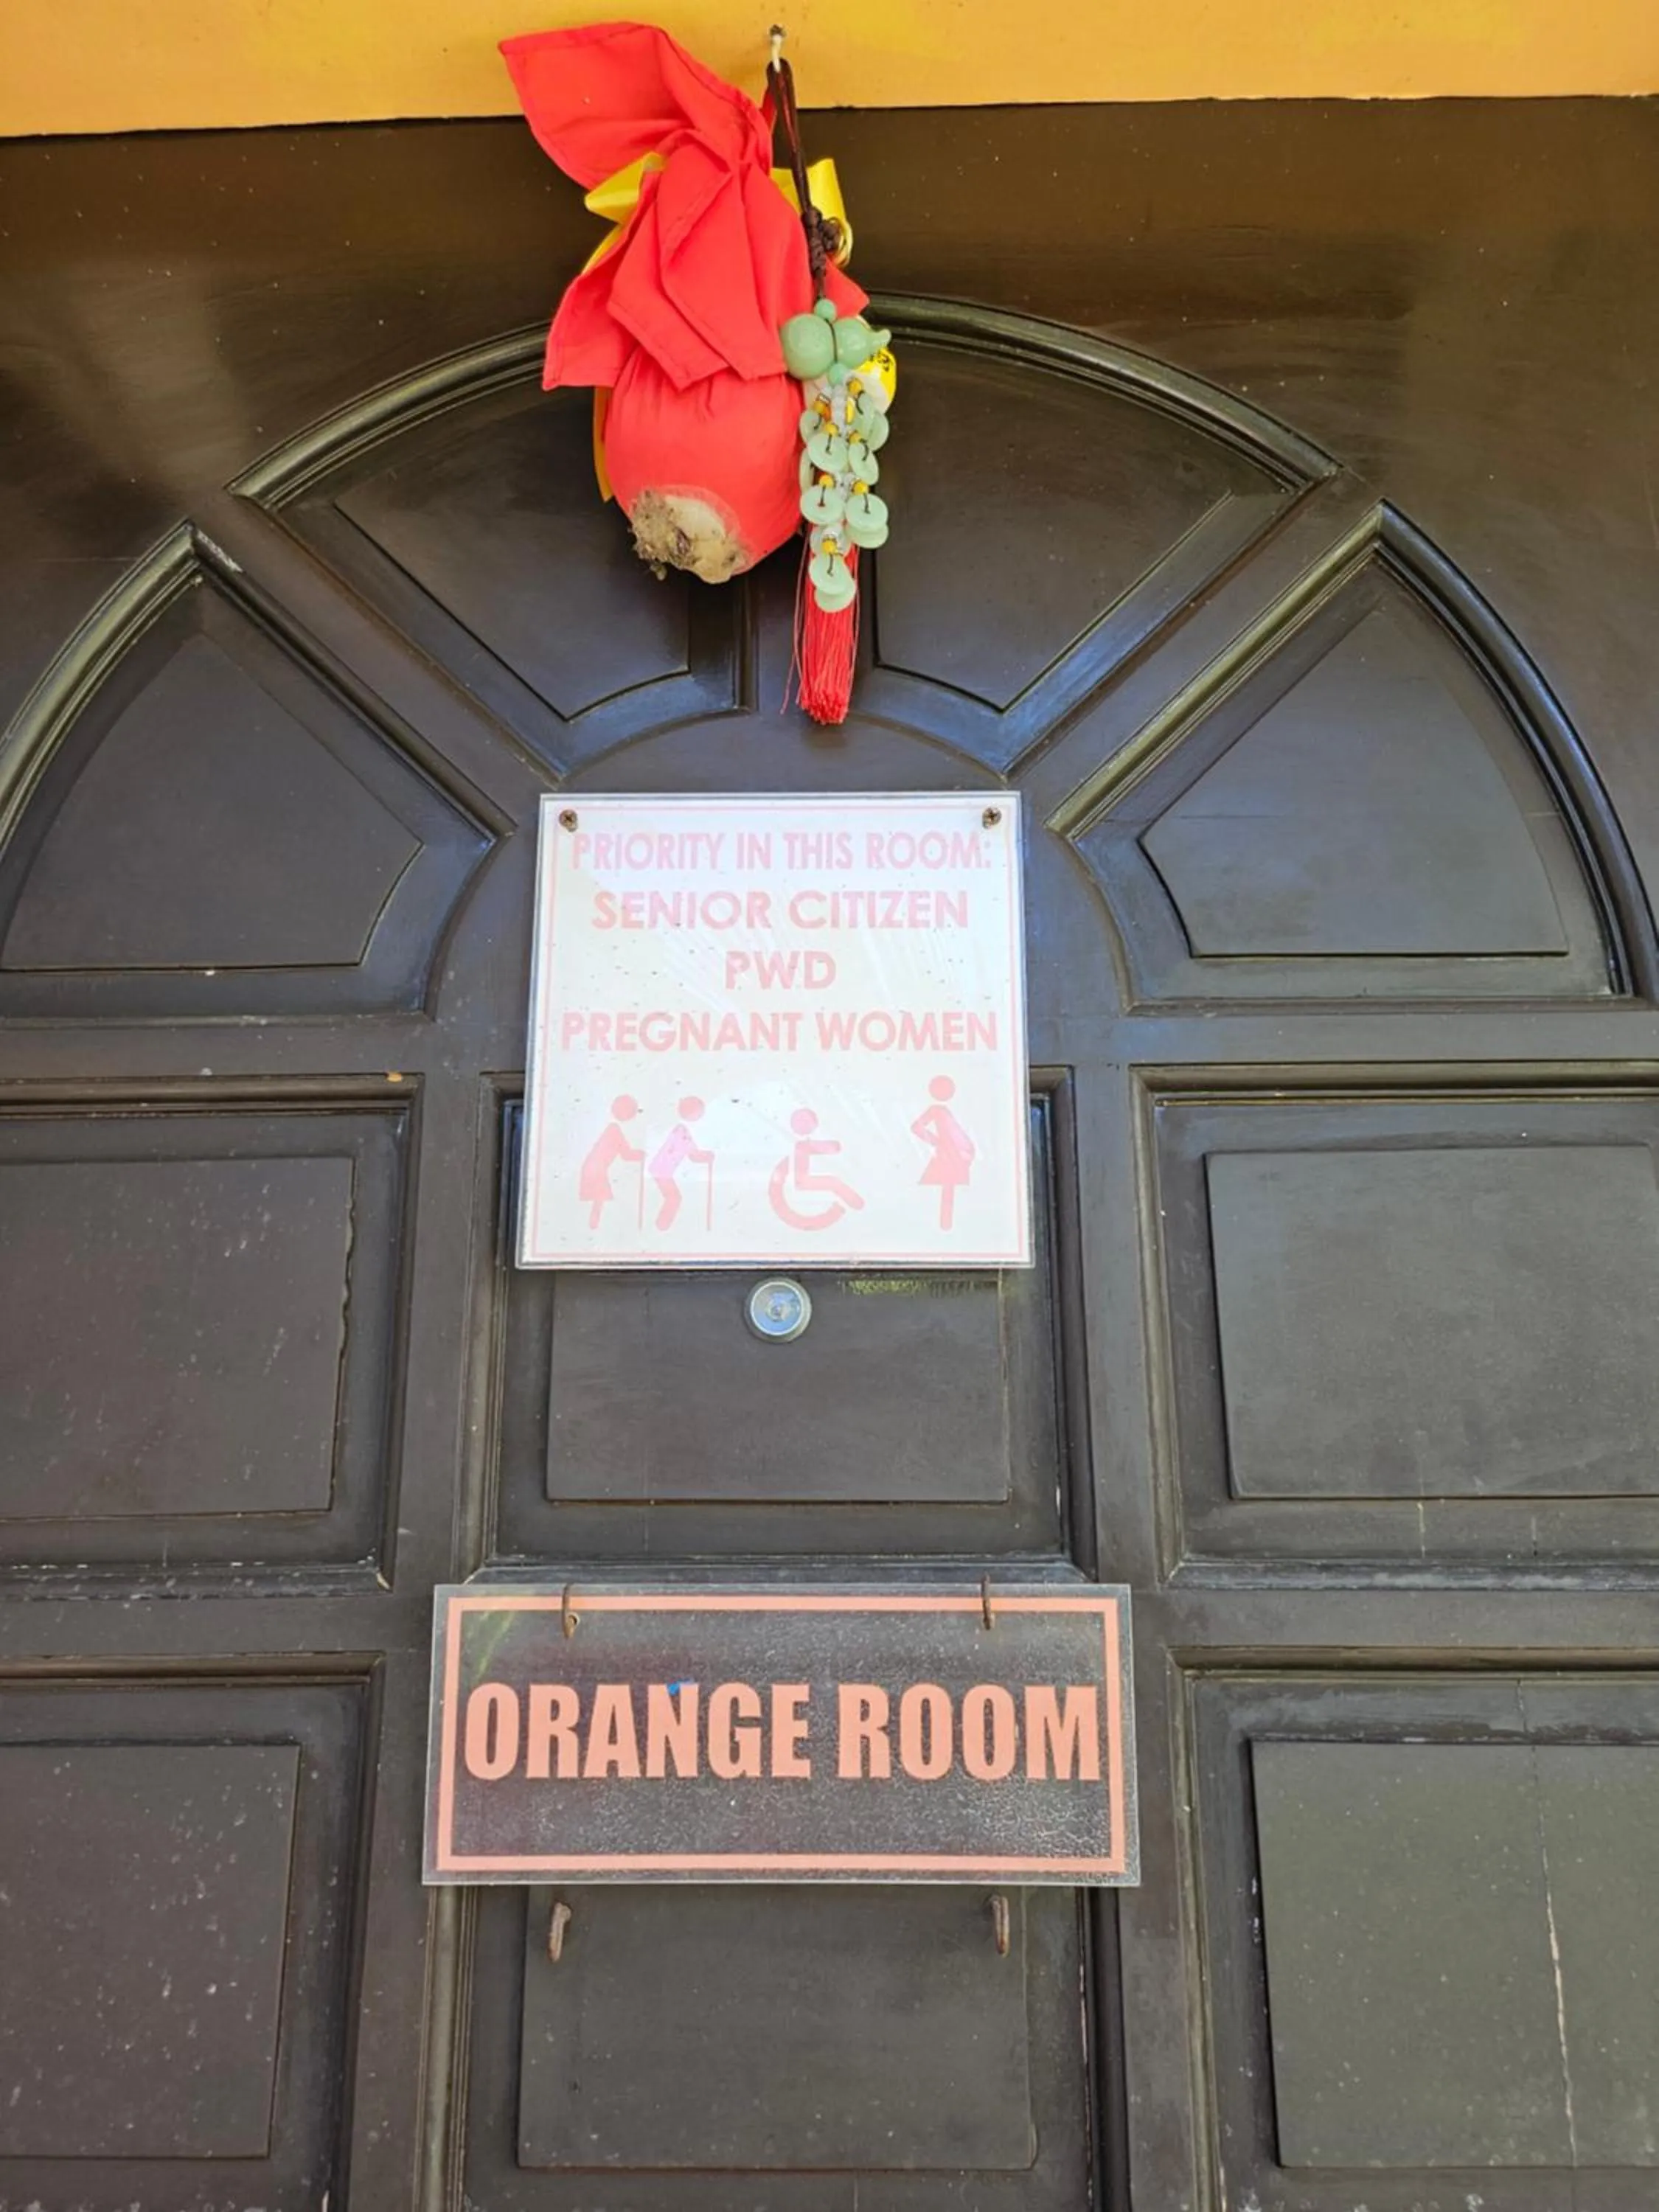 PRIORITY IN THIS ROOM:
SENIOR CITIZEN
PWD
PREGNANT WOMEN
ORANGE ROOM